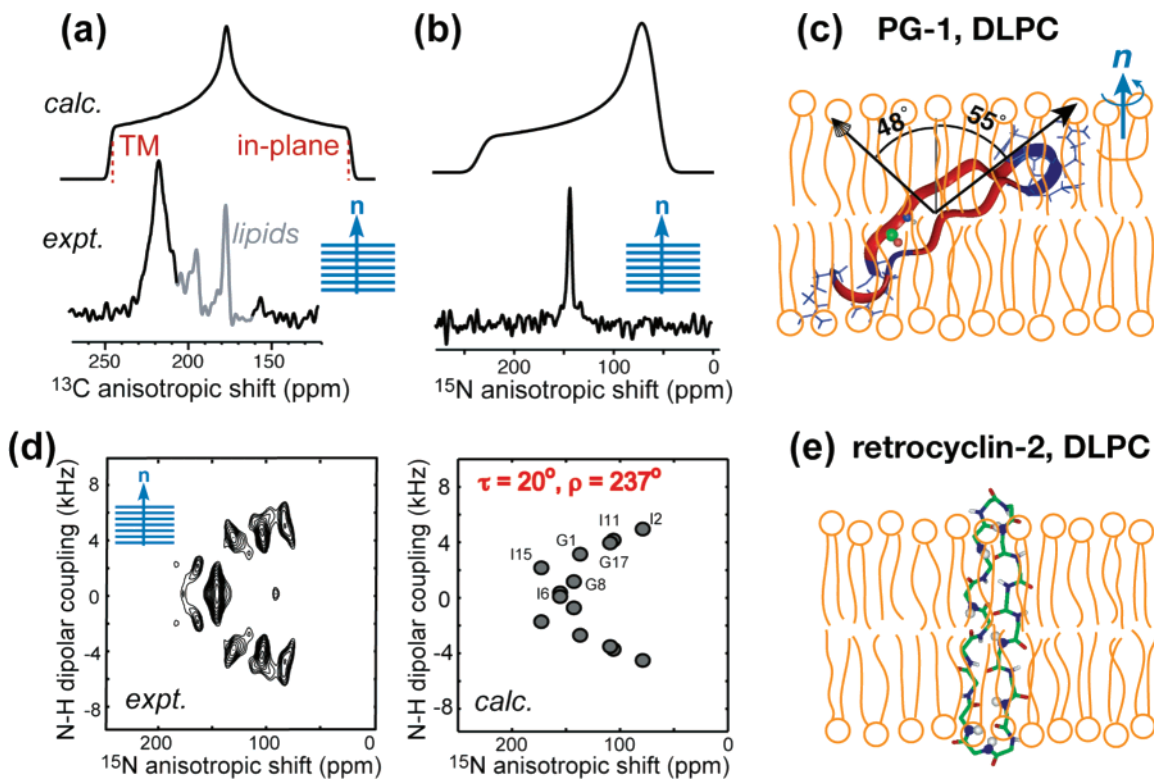 (a)
calc.
TM
in-plane
expt.
n
lipids
250
200
150
¹³C anisotropic shift (ppm)
(b)
n
200
100
0
¹⁵N anisotropic shift (ppm)
(c) PG-1, DLPC
n
48°
55°
(d)
N-H dipolar coupling (kHz)
8
4
0
-4
-8
n
expt.
200
100
0
¹⁵N anisotropic shift (ppm)
N-H dipolar coupling (kHz)
8
4
0
-4
-8
τ = 20°, ρ = 237°
I11
I2
G1
G17
I15
G8
I6
calc.
200
100
0
¹⁵N anisotropic shift (ppm)
(e) retrocyclin-2, DLPC